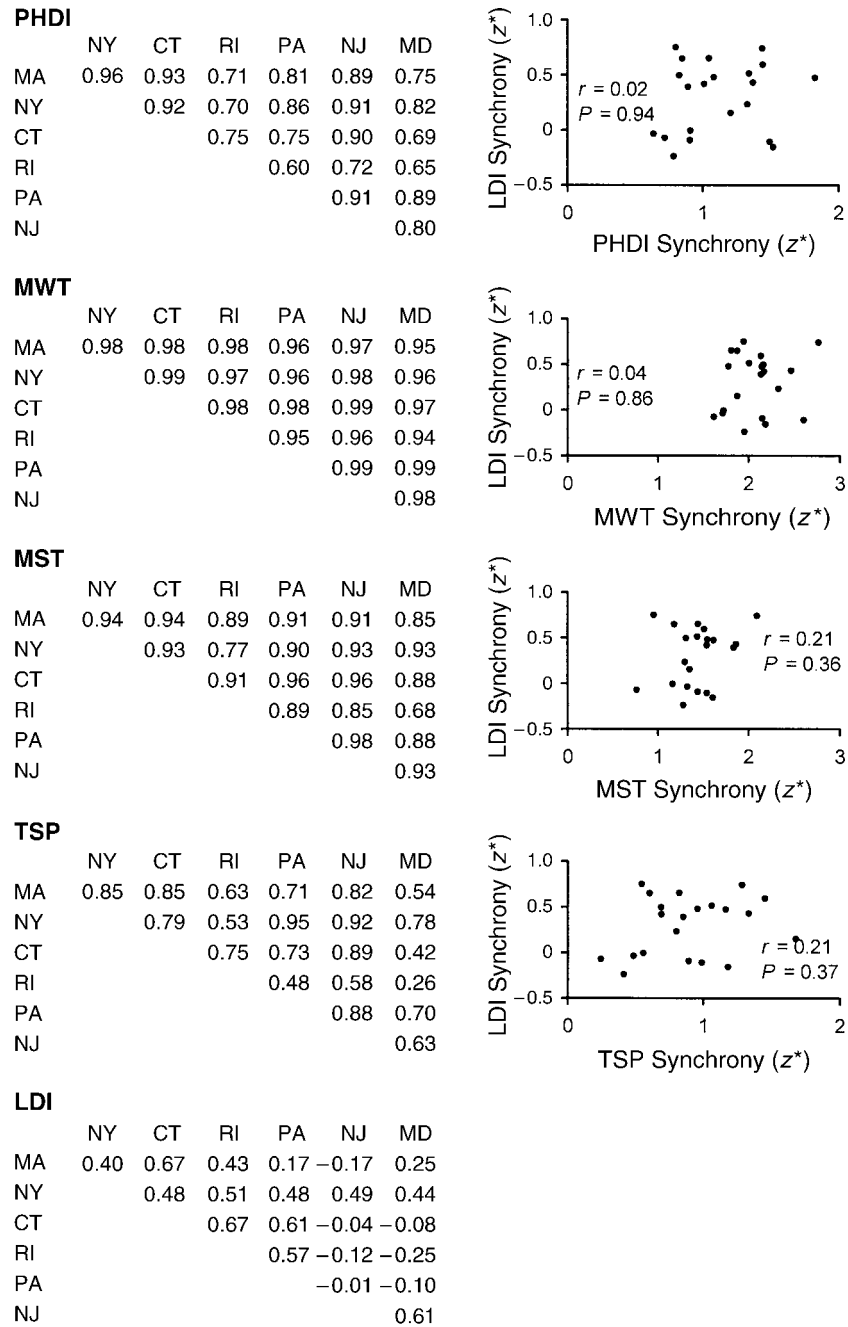 PHDI
NY CT RI PA NJ MD
MA 0.96 0.93 0.71 0.81 0.89 0.75
NY 0.92 0.70 0.86 0.91 0.82
CT 0.75 0.75 0.90 0.69
RI 0.60 0.72 0.65
PA 0.91 0.89
NJ 0.80
LDI Synchrony (z*)
1.0
0.5
0
−0.5
r = 0.02
P = 0.94
0 1 2
PHDI Synchrony (z*)
MWT
NY CT RI PA NJ MD
MA 0.98 0.98 0.98 0.96 0.97 0.95
NY 0.99 0.97 0.96 0.98 0.96
CT 0.98 0.98 0.99 0.97
RI 0.95 0.96 0.94
PA 0.99 0.99
NJ 0.98
LDI Synchrony (z*)
1.0
0.5
0
−0.5
r = 0.04
P = 0.86
0 1 2 3
MWT Synchrony (z*)
MST
NY CT RI PA NJ MD
MA 0.94 0.94 0.89 0.91 0.91 0.85
NY 0.93 0.77 0.90 0.93 0.93
CT 0.91 0.96 0.96 0.88
RI 0.89 0.85 0.68
PA 0.98 0.88
NJ 0.93
LDI Synchrony (z*)
1.0
0.5
0
−0.5
r = 0.21
P = 0.36
0 1 2 3
MST Synchrony (z*)
TSP
NY CT RI PA NJ MD
MA 0.85 0.85 0.63 0.71 0.82 0.54
NY 0.79 0.53 0.95 0.92 0.78
CT 0.75 0.73 0.89 0.42
RI 0.48 0.58 0.26
PA 0.88 0.70
NJ 0.63
LDI Synchrony (z*)
1.0
0.5
0
−0.5
r = 0.21
P = 0.37
0 1 2
TSP Synchrony (z*)
LDI
NY CT RI PA NJ MD
MA 0.40 0.67 0.43 0.17 −0.17 0.25
NY 0.48 0.51 0.48 0.49 0.44
CT 0.67 0.61 −0.04 −0.08
RI 0.57 −0.12 −0.25
PA −0.01 −0.10
NJ 0.61